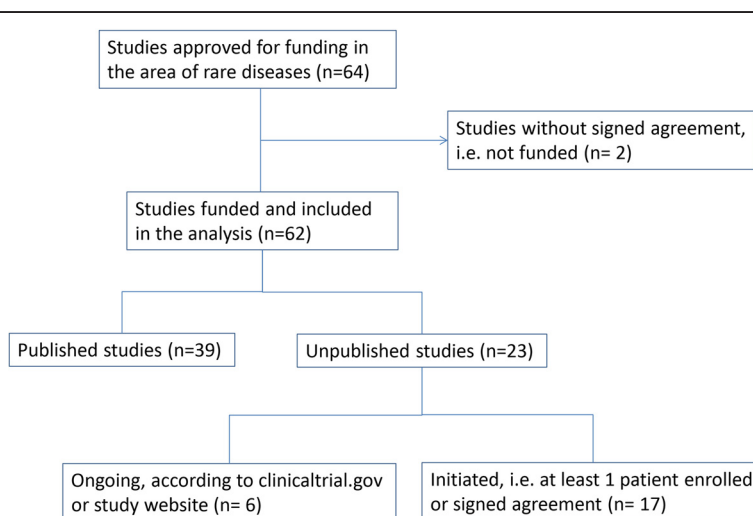 Studies approved for funding in
the area of rare diseases (n=64)
Studies without signed agreement,
i.e. not funded (n= 2)
Studies funded and included
in the analysis (n=62)
Published studies (n=39)
Unpublished studies (n=23)
Ongoing, according to clinicaltrial.gov
or study website (n= 6)
Initiated, i.e. at least 1 patient enrolled
or signed agreement (n= 17)